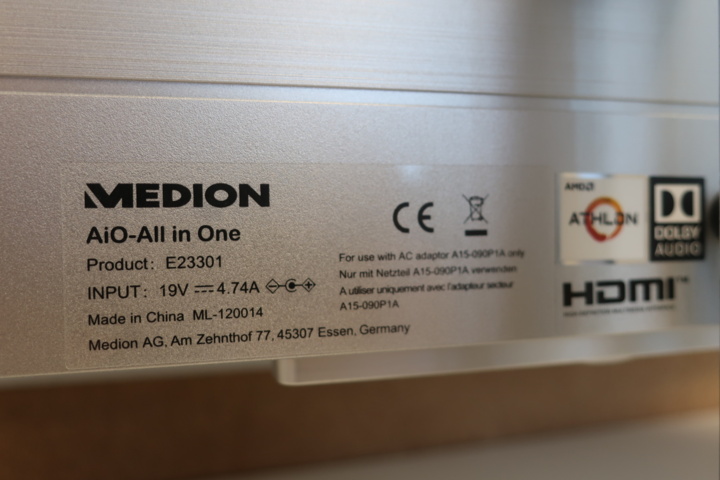 MEDION
AiO-All in One
Product: E23301
INPUT: 19V 4.74A
Made in China ML-120014
Medion AG, Am Zehnthof 77, 45307 Essen, Germany
CE
For use with AC adaptor A15-090P1A only
Nur mit Netzteil A15-090P1A verwenden
A utiliser uniquement avec l'adapteur secteur
A15-090P1A
AMD
ATHLON
DOLBY
AUDIO
HDMI™